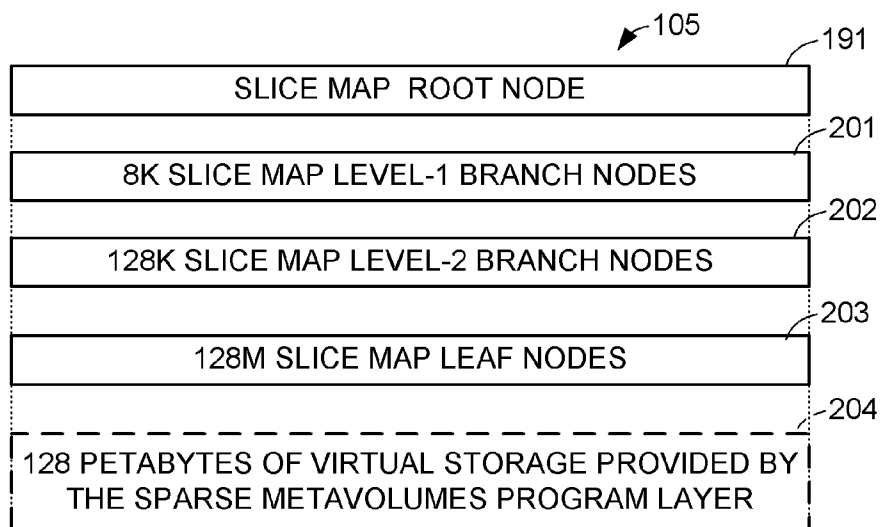 105
191
SLICE MAP ROOT NODE
201
8K SLICE MAP LEVEL-1 BRANCH NODES
202
128K SLICE MAP LEVEL-2 BRANCH NODES
203
128M SLICE MAP LEAF NODES
204
128 PETABYTES OF VIRTUAL STORAGE PROVIDED BY
THE SPARSE METAVOLUMES PROGRAM LAYER